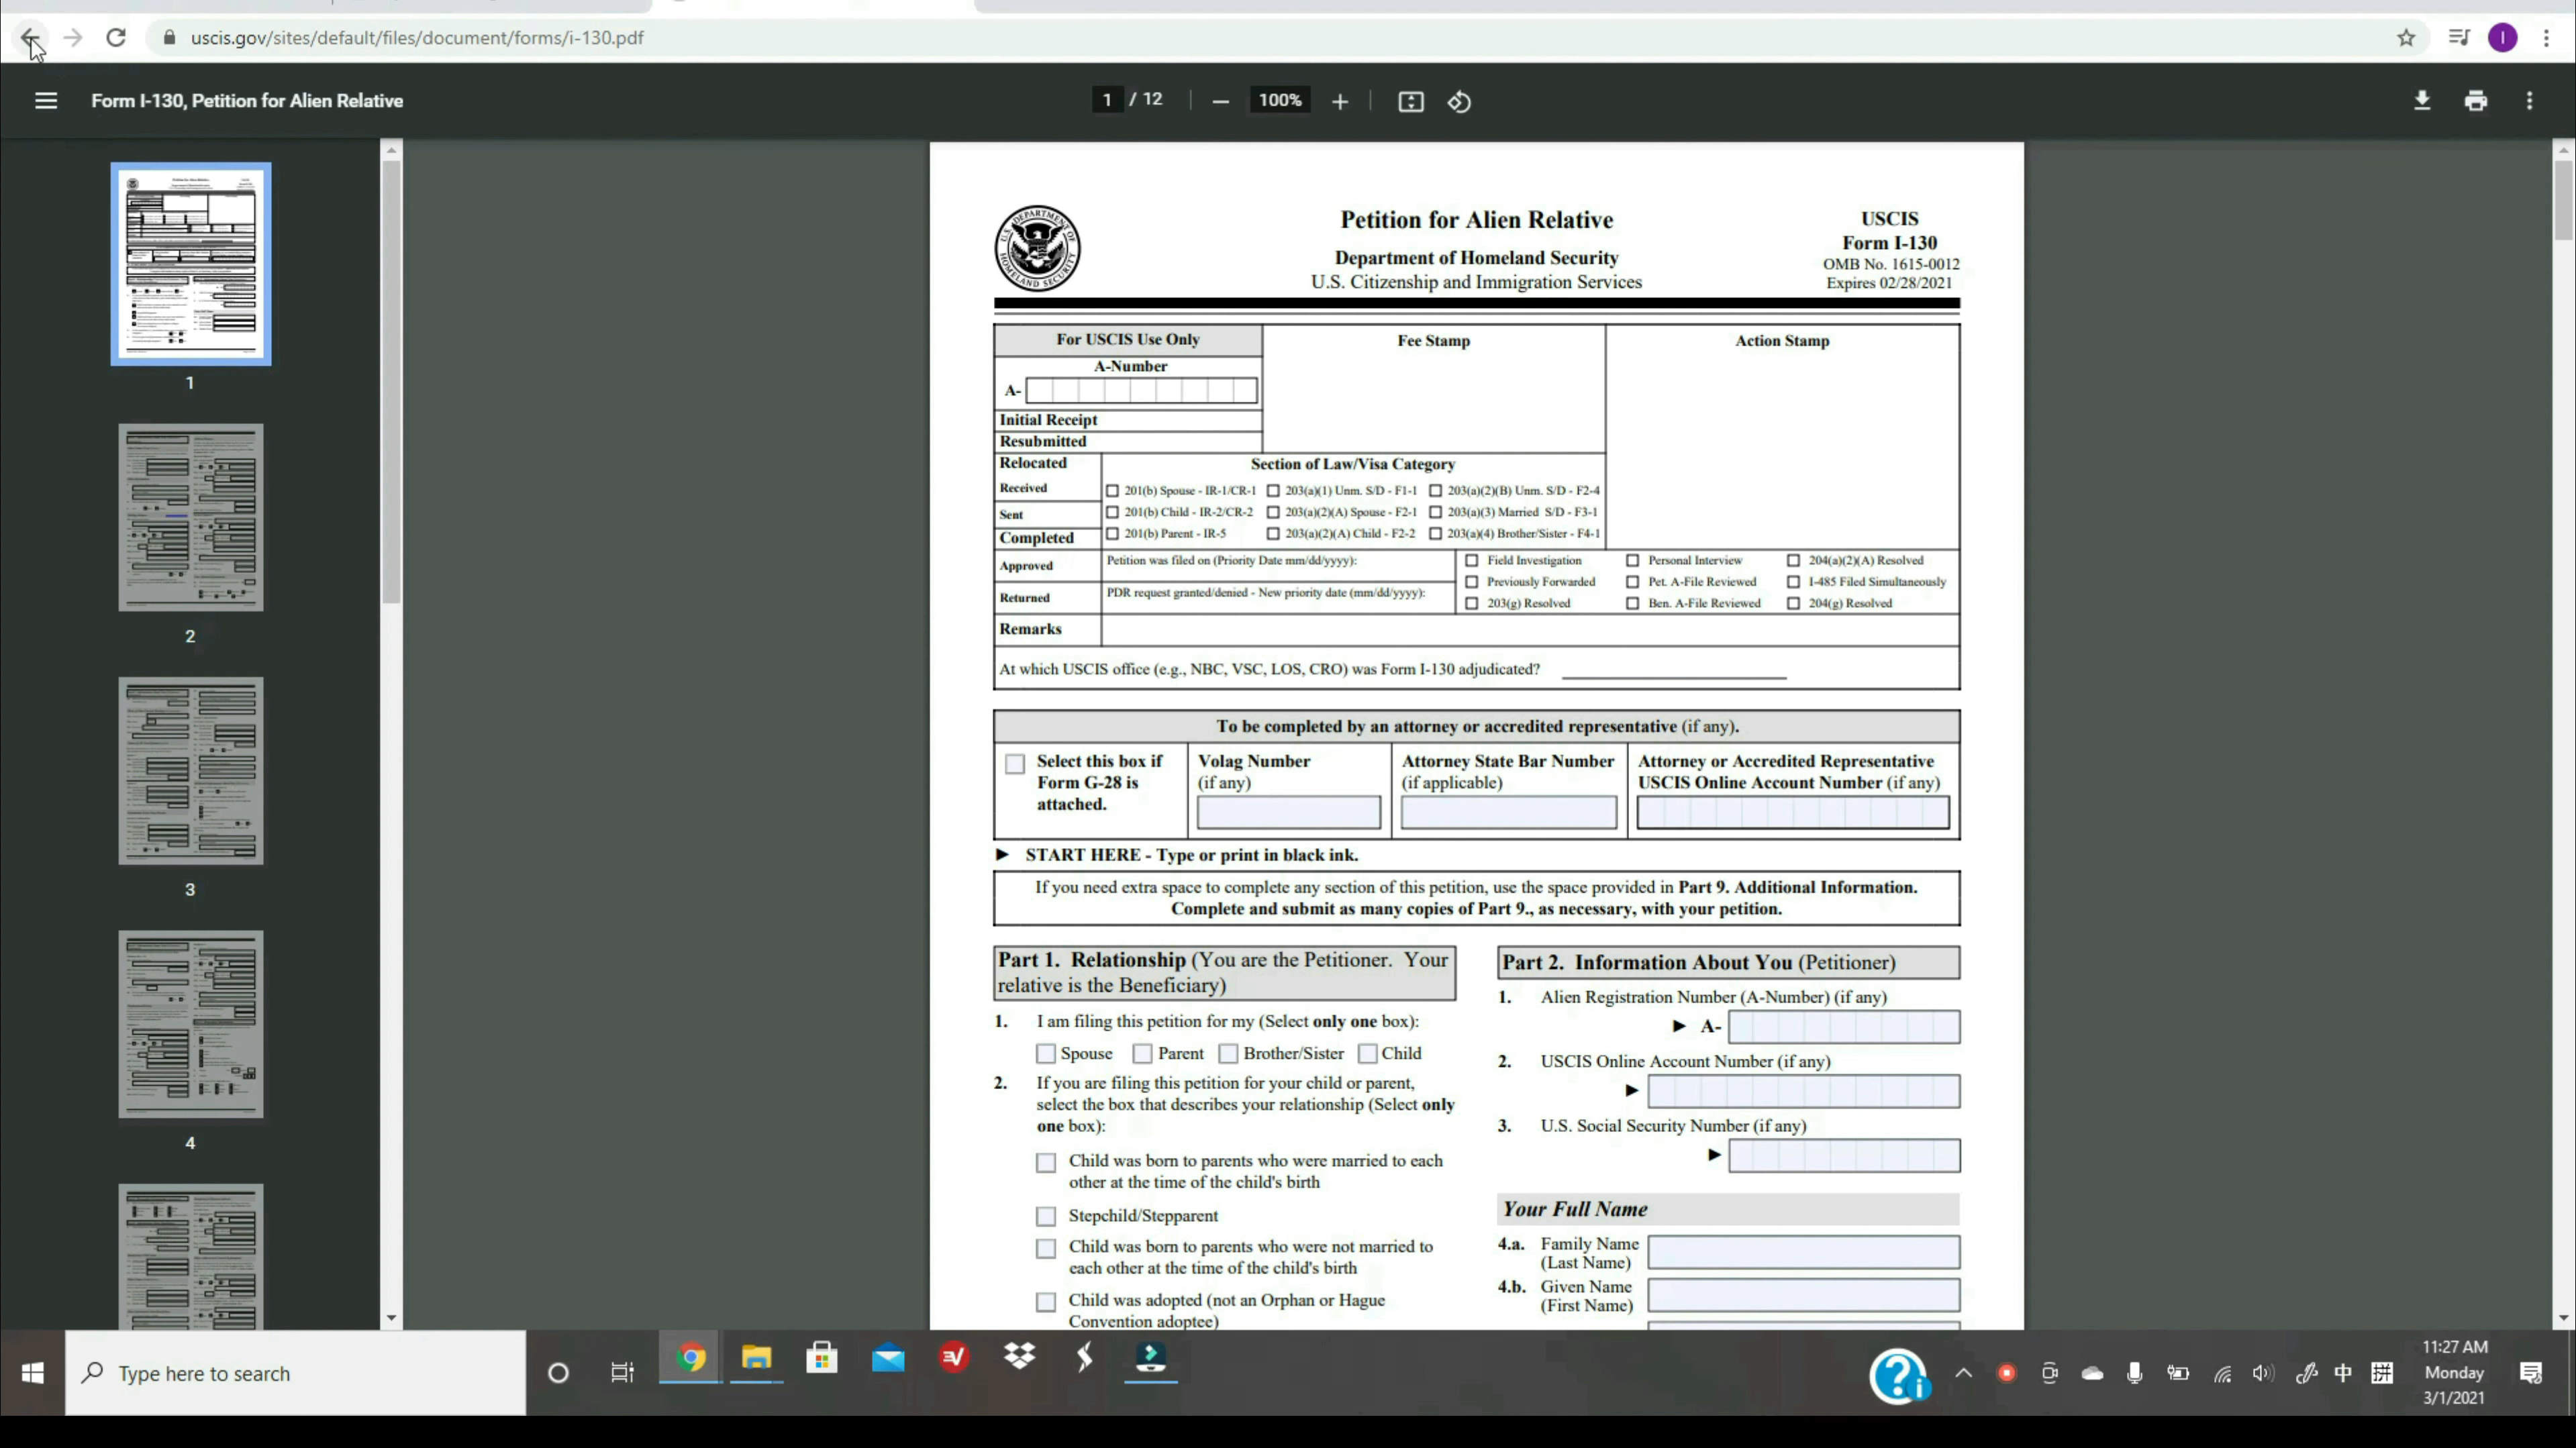 uscis.gov/sites/default/files/document/forms/i-130.pdf
I
Form I-130, Petition for Alien Relative
1 / 12
100%
1
2
3
4
U.S. DEPARTMENT OF HOMELAND SECURITY
Petition for Alien Relative
Department of Homeland Security
U.S. Citizenship and Immigration Services
USCIS
Form I-130
OMB No. 1615-0012
Expires 02/28/2021
For USCIS Use Only
Fee Stamp
Action Stamp
A-Number
A-
Initial Receipt
Resubmitted
Relocated
Section of Law/Visa Category
Received
201(b) Spouse - IR-1/CR-1
203(a)(1) Unm. S/D - F1-1
203(a)(2)(B) Unm. S/D - F2-4
Sent
201(b) Child - IR-2/CR-2
203(a)(2)(A) Spouse - F2-1
203(a)(3) Married S/D - F3-1
Completed
201(b) Parent - IR-5
203(a)(2)(A) Child - F2-2
203(a)(4) Brother/Sister - F4-1
Approved
Petition was filed on (Priority Date mm/dd/yyyy):
Field Investigation
Personal Interview
204(a)(2)(A) Resolved
Previously Forwarded
Pet. A-File Reviewed
I-485 Filed Simultaneously
Returned
PDR request granted/denied - New priority date (mm/dd/yyyy):
203(g) Resolved
Ben. A-File Reviewed
204(g) Resolved
Remarks
At which USCIS office (e.g., NBC, VSC, LOS, CRO) was Form I-130 adjudicated?
To be completed by an attorney or accredited representative (if any).
Select this box if
Form G-28 is
attached.
Volag Number
(if any)
Attorney State Bar Number
(if applicable)
Attorney or Accredited Representative
USCIS Online Account Number (if any)
► START HERE - Type or print in black ink.
If you need extra space to complete any section of this petition, use the space provided in Part 9. Additional Information.
Complete and submit as many copies of Part 9., as necessary, with your petition.
Part 1. Relationship (You are the Petitioner. Your
relative is the Beneficiary)
1. I am filing this petition for my (Select only one box):
Spouse Parent Brother/Sister Child
2. If you are filing this petition for your child or parent,
select the box that describes your relationship (Select only
one box):
Child was born to parents who were married to each
other at the time of the child's birth
Stepchild/Stepparent
Child was born to parents who were not married to
each other at the time of the child's birth
Child was adopted (not an Orphan or Hague
Convention adoptee)
Part 2. Information About You (Petitioner)
1. Alien Registration Number (A-Number) (if any)
► A-
2. USCIS Online Account Number (if any)
►
3. U.S. Social Security Number (if any)
►
Your Full Name
4.a. Family Name
(Last Name)
4.b. Given Name
(First Name)
Type here to search
中
拼
11:27 AM
Monday
3/1/2021